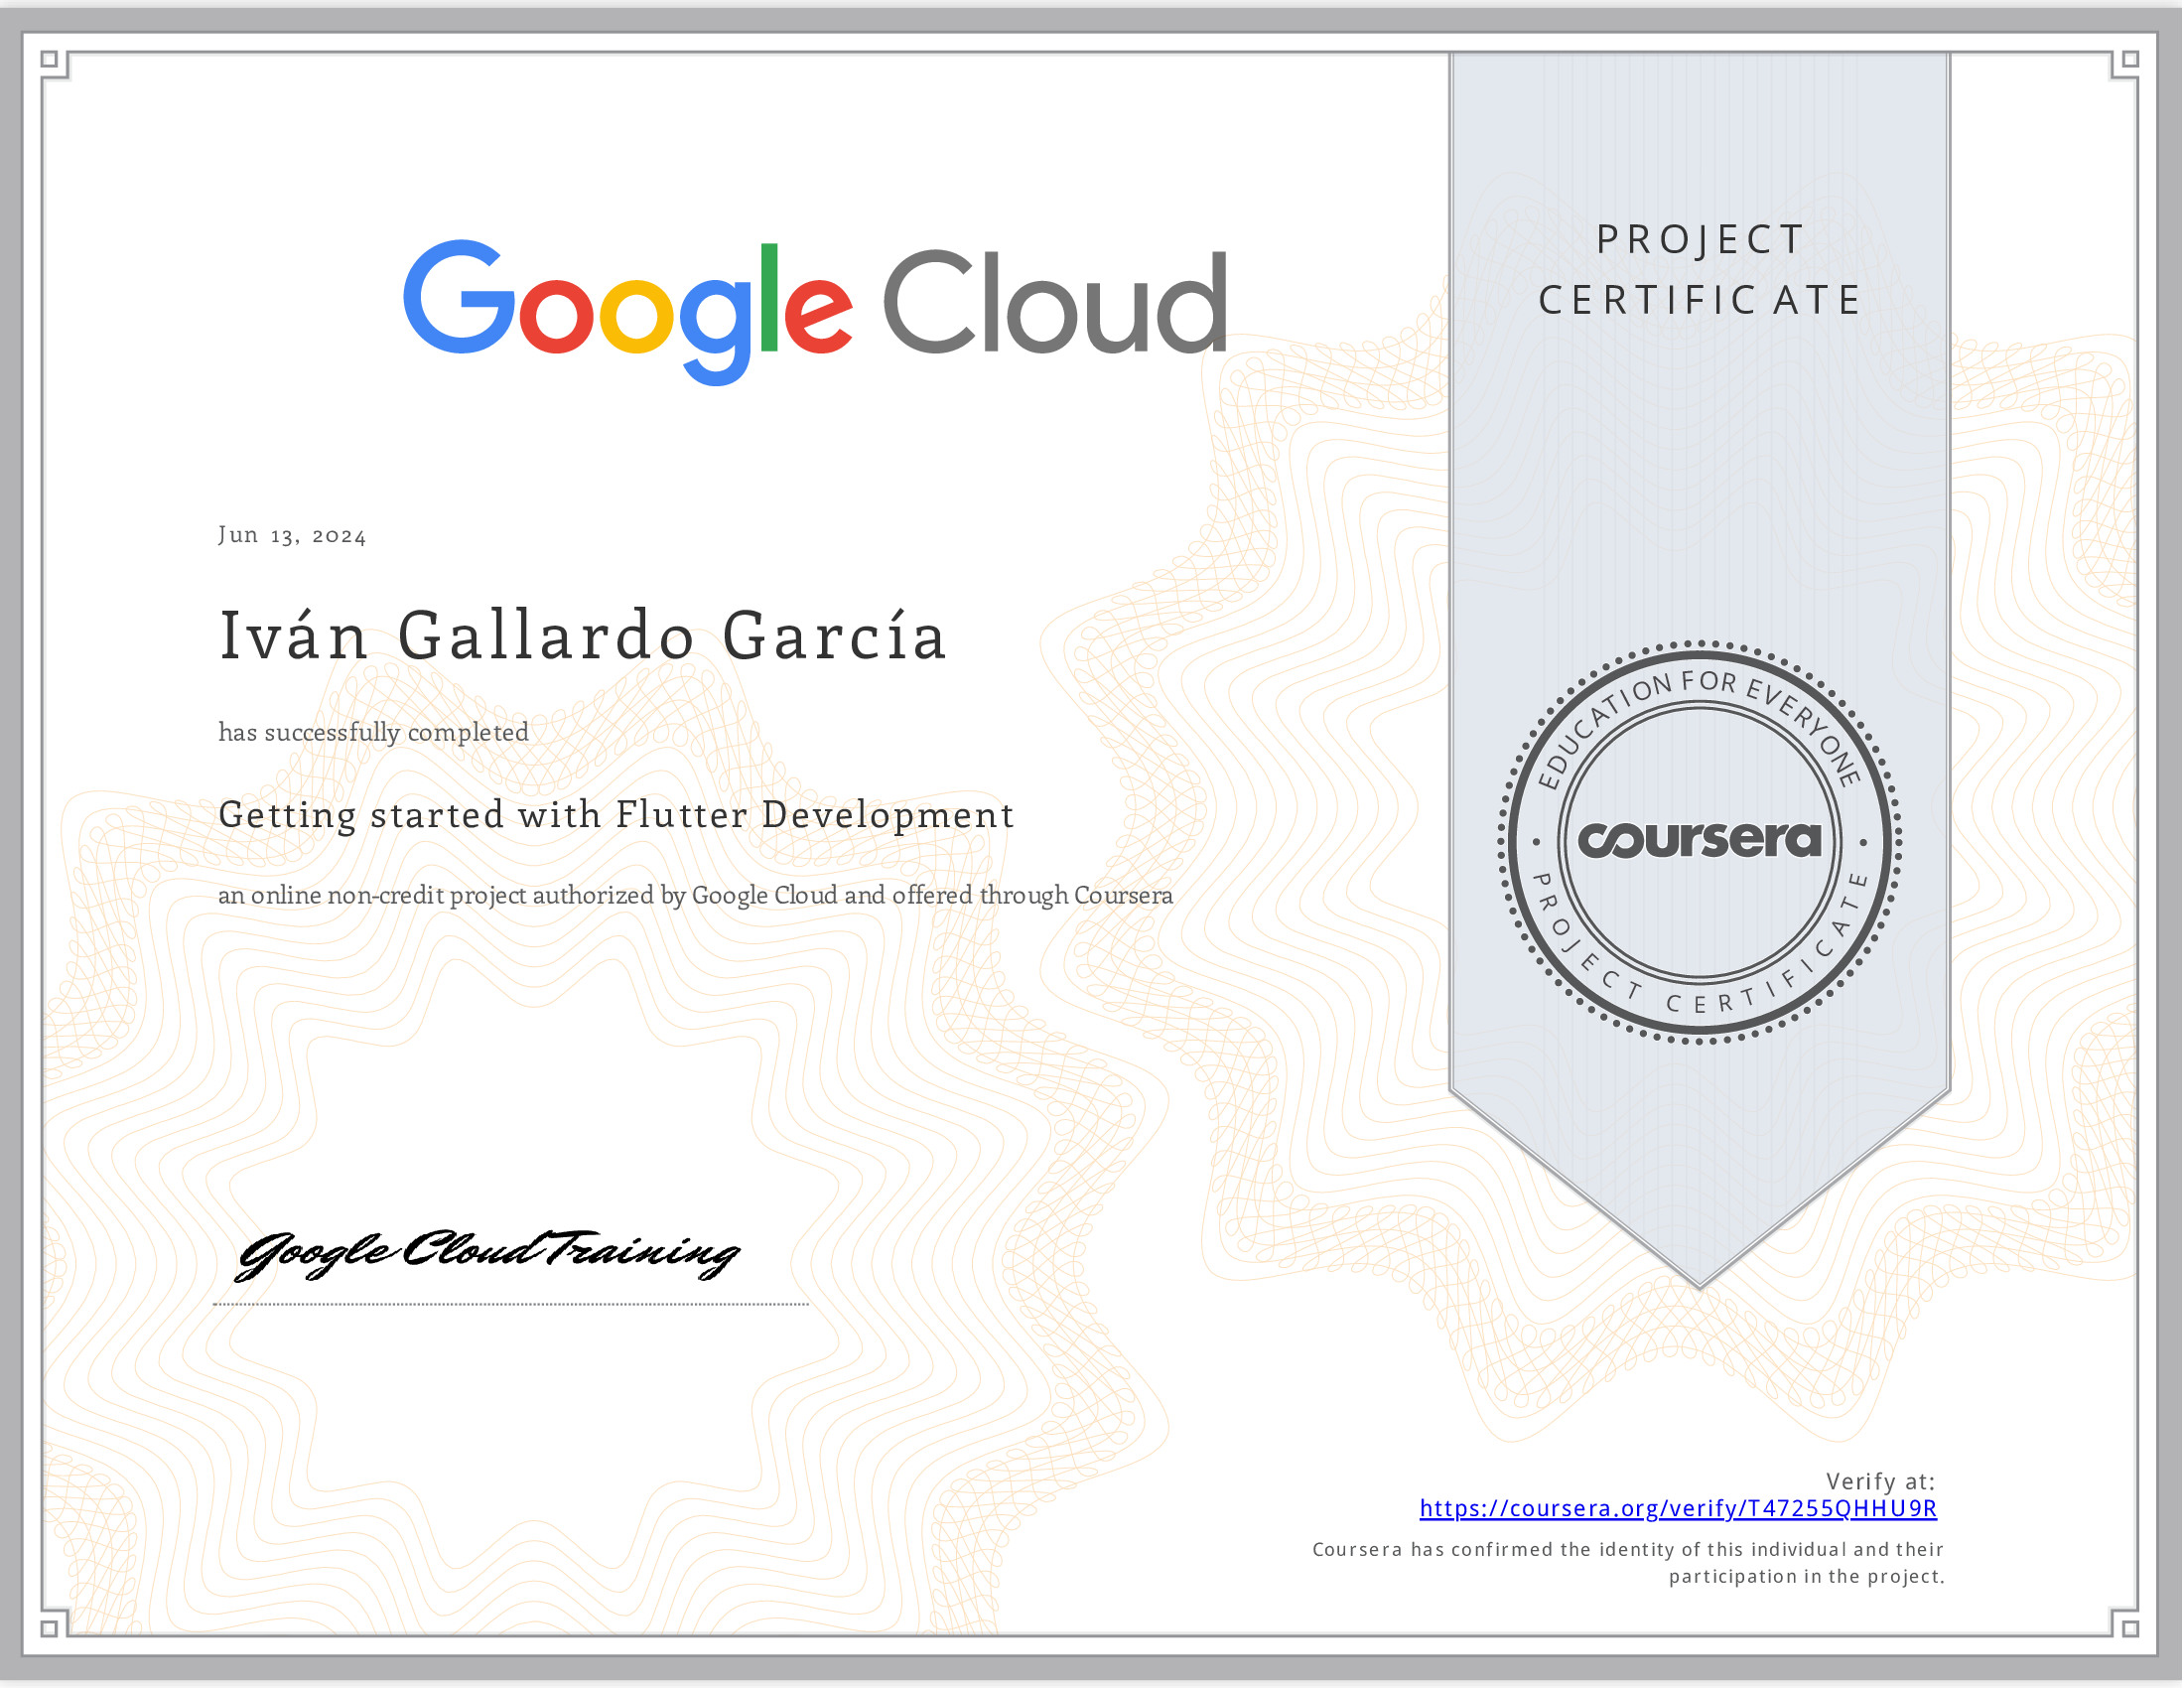 Google Cloud
PROJECT
CERTIFICATE
Jun 13, 2024
Iván Gallardo García
has successfully completed
Getting started with Flutter Development
an online non-credit project authorized by Google Cloud and offered through Coursera
EDUCATION FOR EVERYONE
coursera
PROJECT CERTIFICATE
Google Cloud Training
Verify at:
https://coursera.org/verify/T47255QHHU9R
Coursera has confirmed the identity of this individual and their
participation in the project.